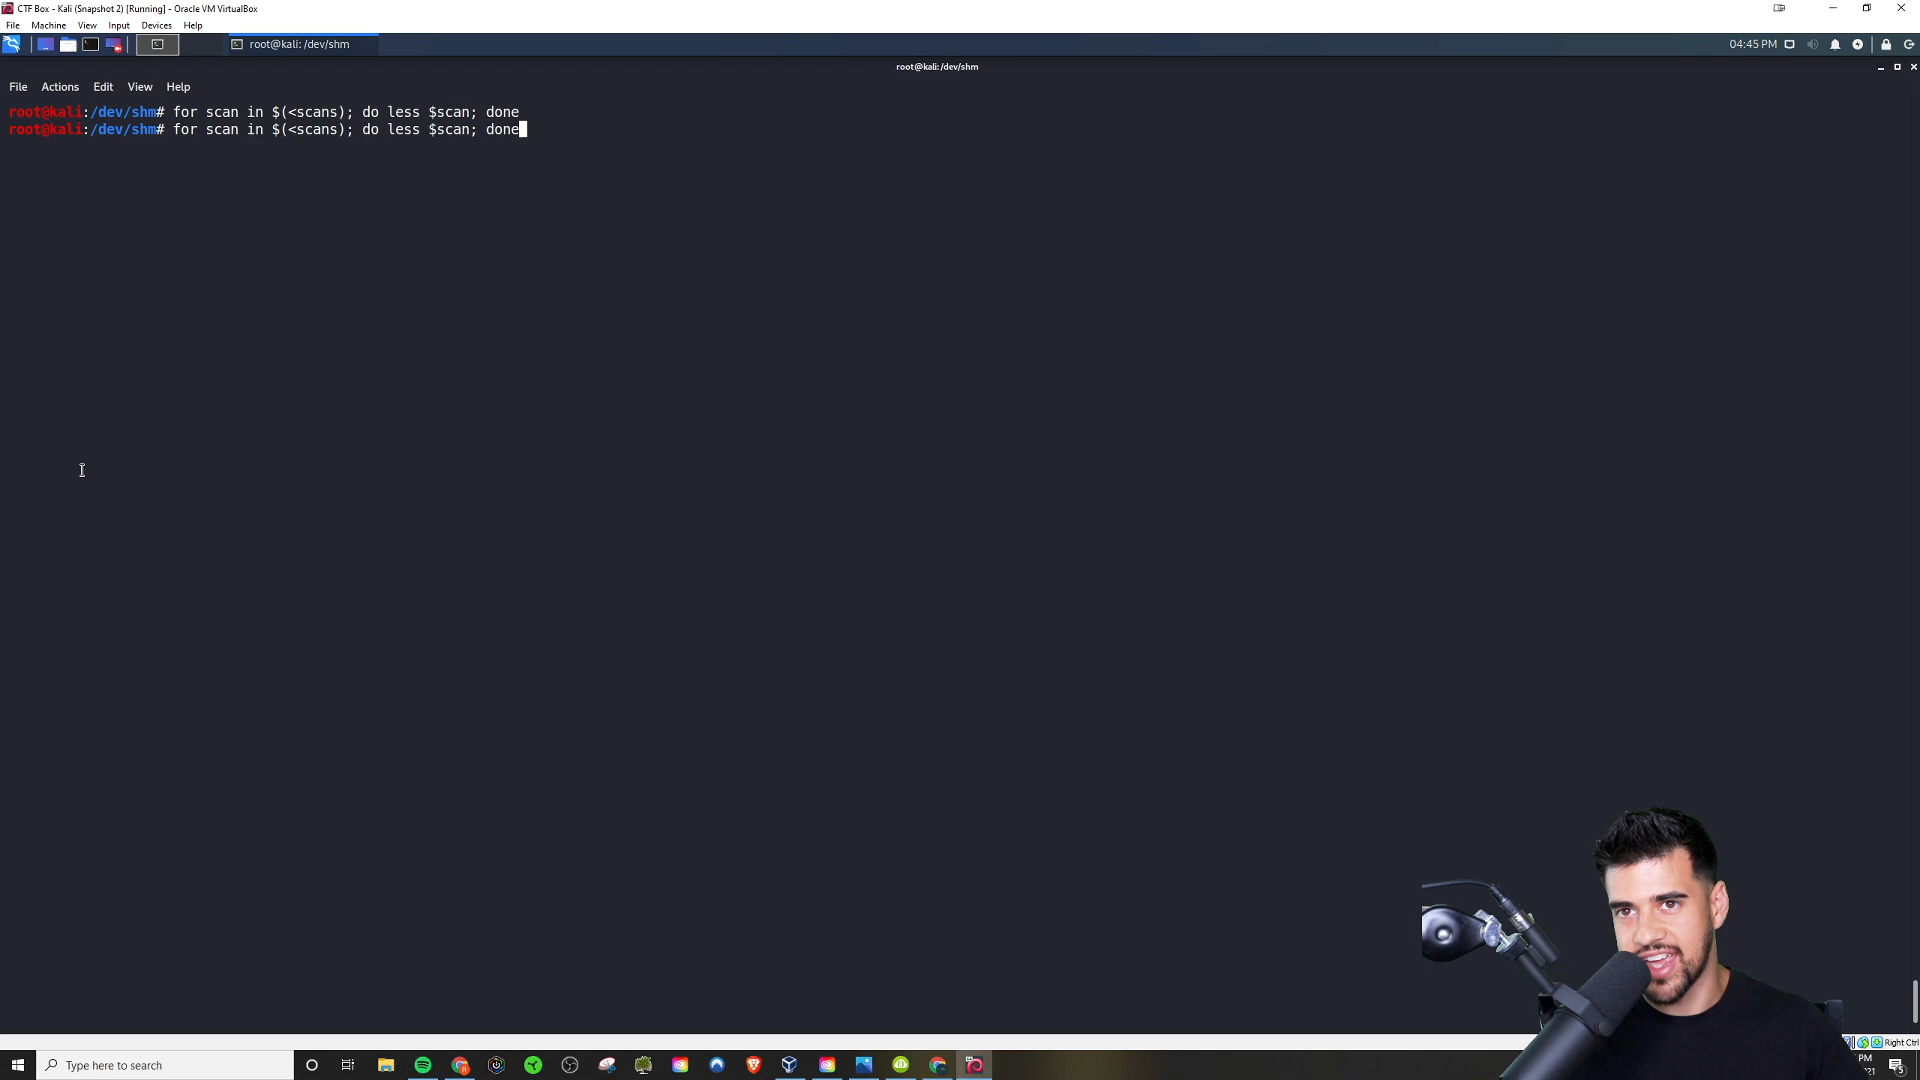 CTF Box - Kali (Snapshot 2) [Running] - Oracle VM VirtualBox
File Machine View Input Devices Help
root@kali: /dev/shm 04:45 PM
root@kali:/dev/shm
File Actions Edit View Help
root@kali:/dev/shm# for scan in $(<scans); do less $scan; done
root@kali:/dev/shm# for scan in $(<scans); do less $scan; done
Right Ctrl
Type here to search PM
021
5